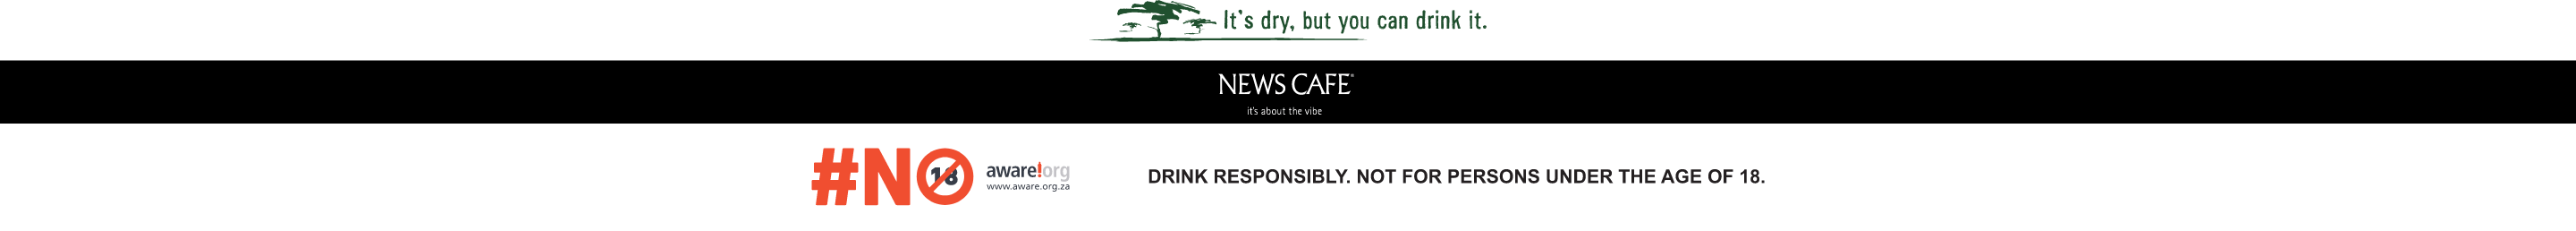 It's dry, but you can drink it.
NEWS CAFE®
it's about the vibe
#NO 18
aware!org
www.aware.org.za
DRINK RESPONSIBLY. NOT FOR PERSONS UNDER THE AGE OF 18.